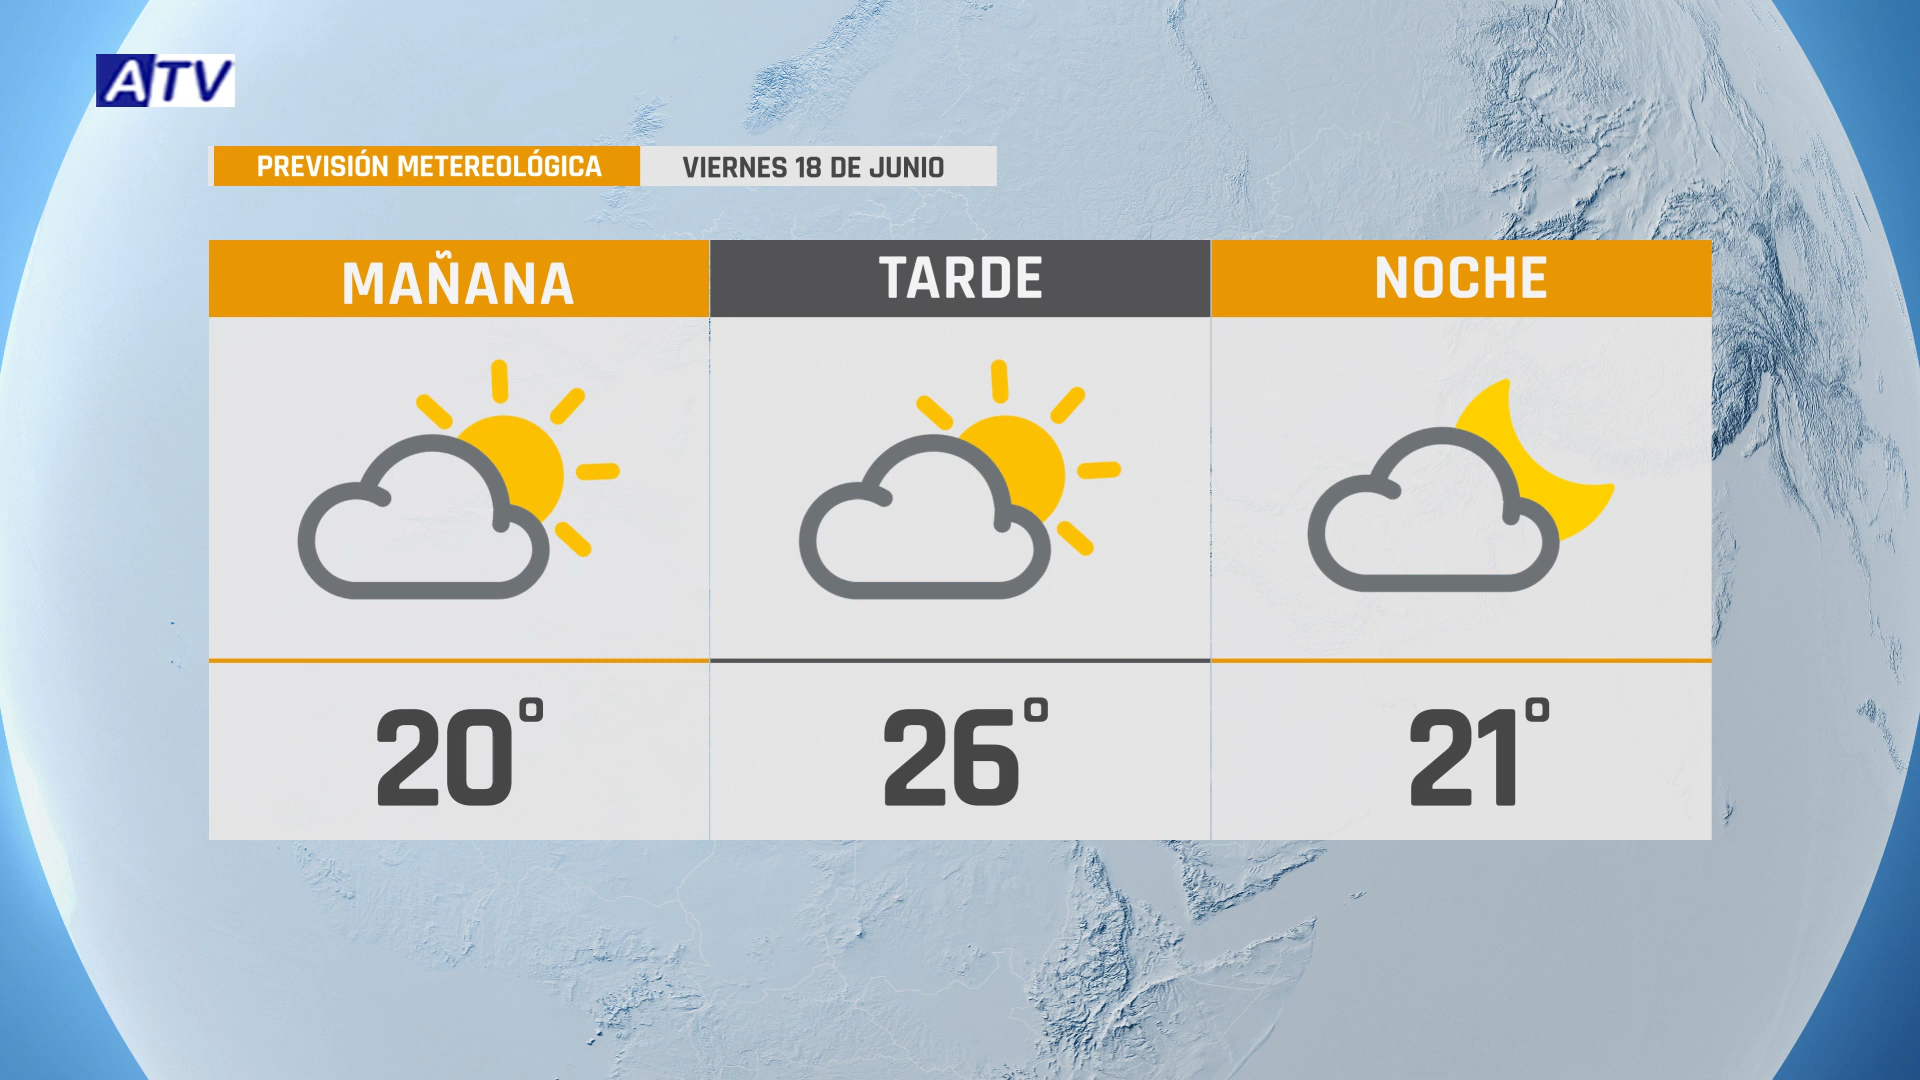 ATV
PREVISIÓN METEREOLÓGICA VIERNES 18 DE JUNIO
MAÑANA TARDE NOCHE
20° 26° 21°